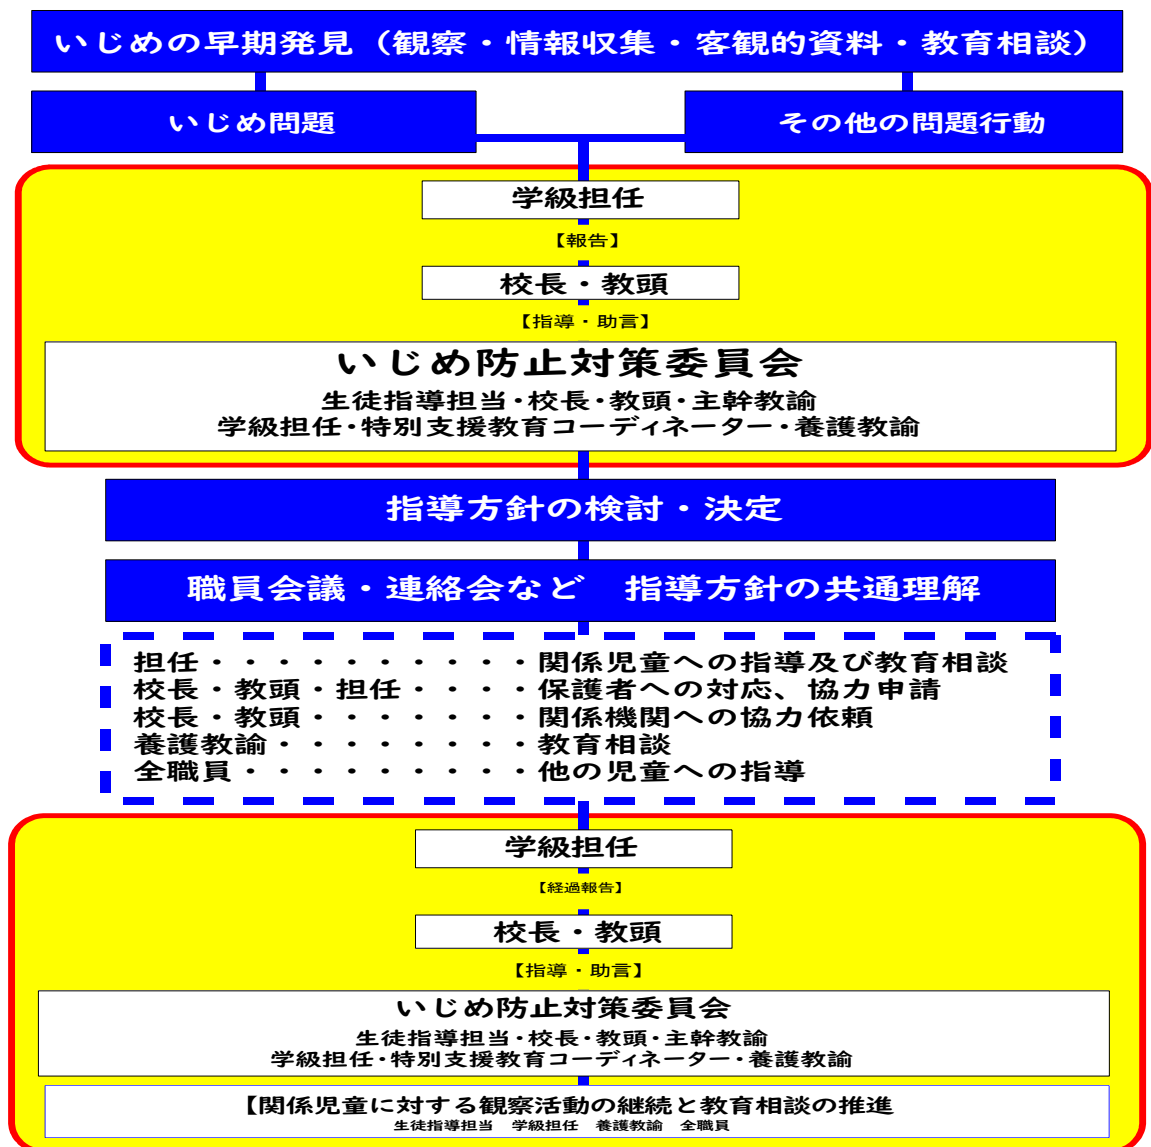 いじめの早期発見（観察・情報収集・客観的資料・教育相談）
いじめ問題
その他の問題行動
学級担任
【報告】
校長・教頭
【指導・助言】
いじめ防止対策委員会
生徒指導担当・校長・教頭・主幹教諭
学級担任・特別支援教育コーディネーター・養護教諭
指導方針の検討・決定
職員会議・連絡会など　指導方針の共通理解
担任・・・・・・・・・・・関係児童への指導及び教育相談
校長・教頭・担任・・・・保護者への対応、協力申請
校長・教頭・・・・・・・関係機関への協力依頼
養護教諭・・・・・・・・教育相談
全職員・・・・・・・・・他の児童への指導
学級担任
【経過報告】
校長・教頭
【指導・助言】
いじめ防止対策委員会
生徒指導担当・校長・教頭・主幹教諭
学級担任・特別支援教育コーディネーター・養護教諭
【関係児童に対する観察活動の継続と教育相談の推進
生徒指導担当　学級担任　養護教諭　全職員